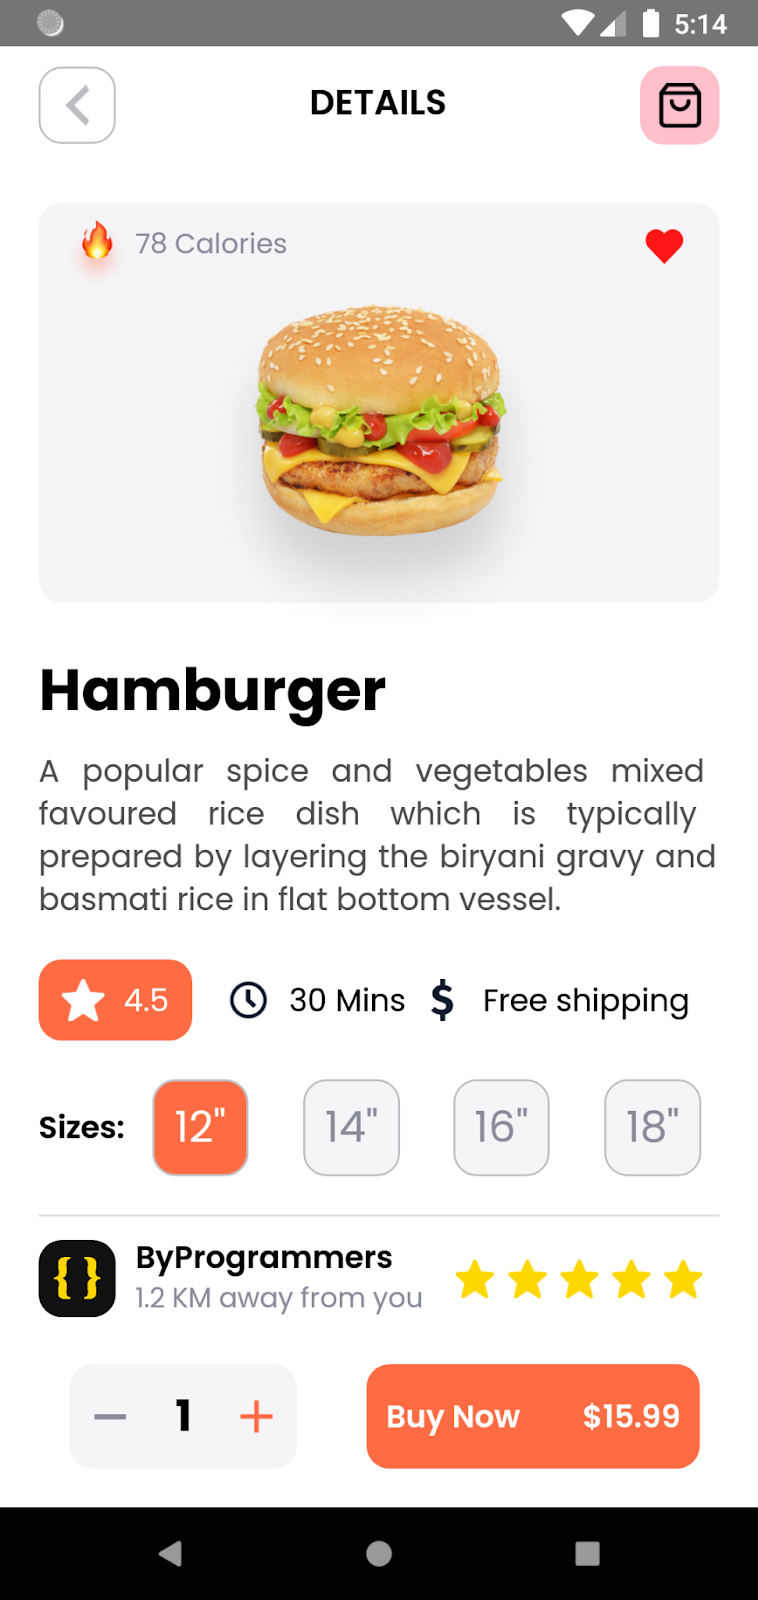 5:14
DETAILS
78 Calories
Hamburger
A popular spice and vegetables mixed
favoured rice dish which is typically
prepared by layering the biryani gravy and
basmati rice in flat bottom vessel.
4.5 30 Mins $ Free shipping
Sizes: 12" 14" 16" 18"
{ } ByProgrammers
1.2 KM away from you
1 Buy Now $15.99